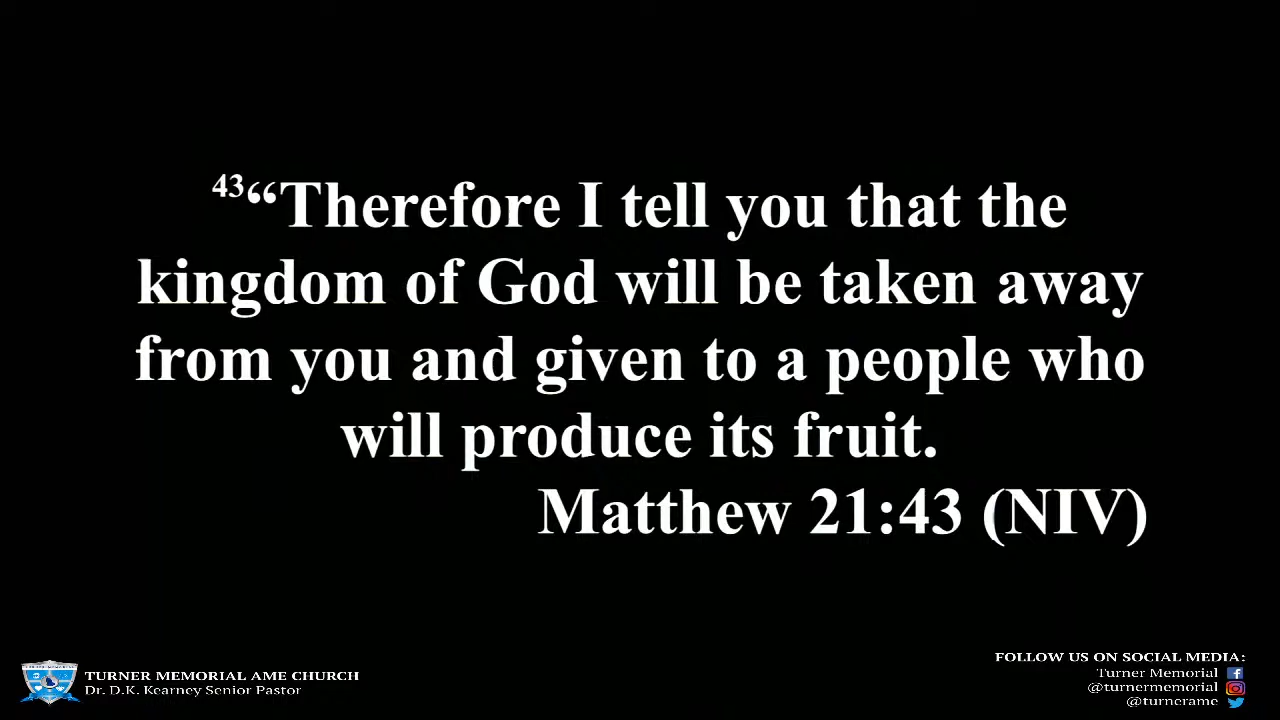 43“Therefore I tell you that the
kingdom of God will be taken away
from you and given to a people who
will produce its fruit.
Matthew 21:43 (NIV)
TURNER MEMORIAL AME CHURCH
Dr. D.K. Kearney Senior Pastor
FOLLOW US ON SOCIAL MEDIA:
Turner Memorial
@turnermemorial
@turnerame